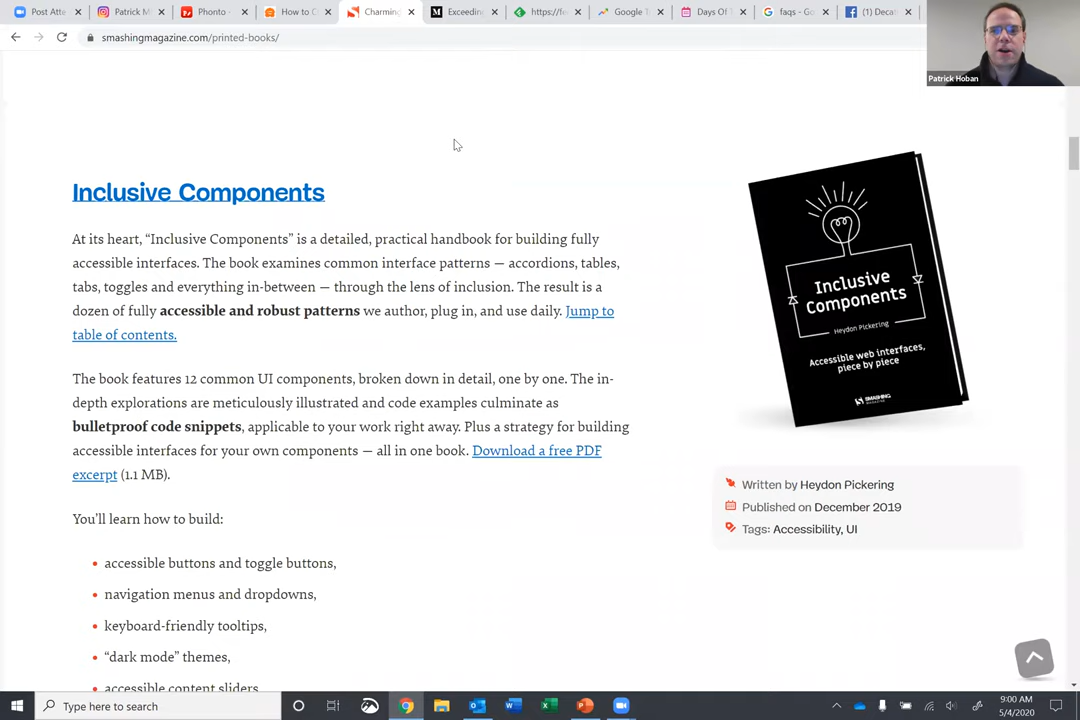 Post Atte
Patrick M
Phonto -
How to C
Charming
Exceeding
https://fe
Google T
Days Of T
faqs - Go
(1) Deca
smashingmagazine.com/printed-books/
Patrick Hoban
Inclusive Components
At its heart, “Inclusive Components” is a detailed, practical handbook for building fully
accessible interfaces. The book examines common interface patterns — accordions, tables,
tabs, toggles and everything in-between — through the lens of inclusion. The result is a
dozen of fully accessible and robust patterns we author, plug in, and use daily. Jump to
table of contents.
The book features 12 common UI components, broken down in detail, one by one. The in-
depth explorations are meticulously illustrated and code examples culminate as
bulletproof code snippets, applicable to your work right away. Plus a strategy for building
accessible interfaces for your own components — all in one book. Download a free PDF
excerpt (1.1 MB).
You’ll learn how to build:
• accessible buttons and toggle buttons,
• navigation menus and dropdowns,
• keyboard-friendly tooltips,
• “dark mode” themes,
• accessible content sliders
Inclusive
Components
Heydon Pickering
Accessible web interfaces,
piece by piece
SMASHING
MAGAZINE
Written by Heydon Pickering
Published on December 2019
Tags: Accessibility, UI
Type here to search
9:00 AM
5/4/2020